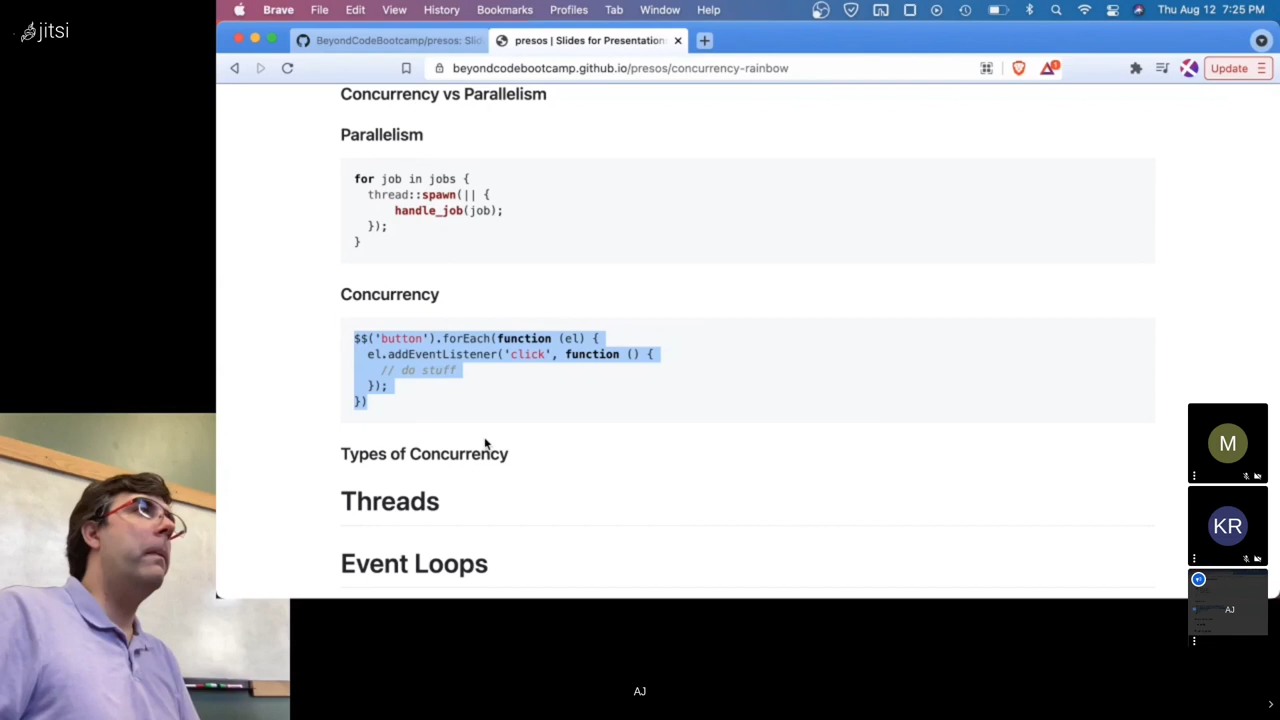 jitsi
Brave File Edit View History Bookmarks Profiles Tab Window Help Thu Aug 12 7:25 PM
BeyondCodeBootcamp/presos: Slid
presos | Slides for Presentation
beyondcodebootcamp.github.io/presos/concurrency-rainbow
1
Update
Concurrency vs Parallelism
Parallelism
for job in jobs {
thread::spawn(|| {
handle_job(job);
});
}
Concurrency
$$('button').forEach(function (el) {
el.addEventListener('click', function () {
// do stuff
});
})
Types of Concurrency
Threads
Event Loops
M
KR
AJ
AJ